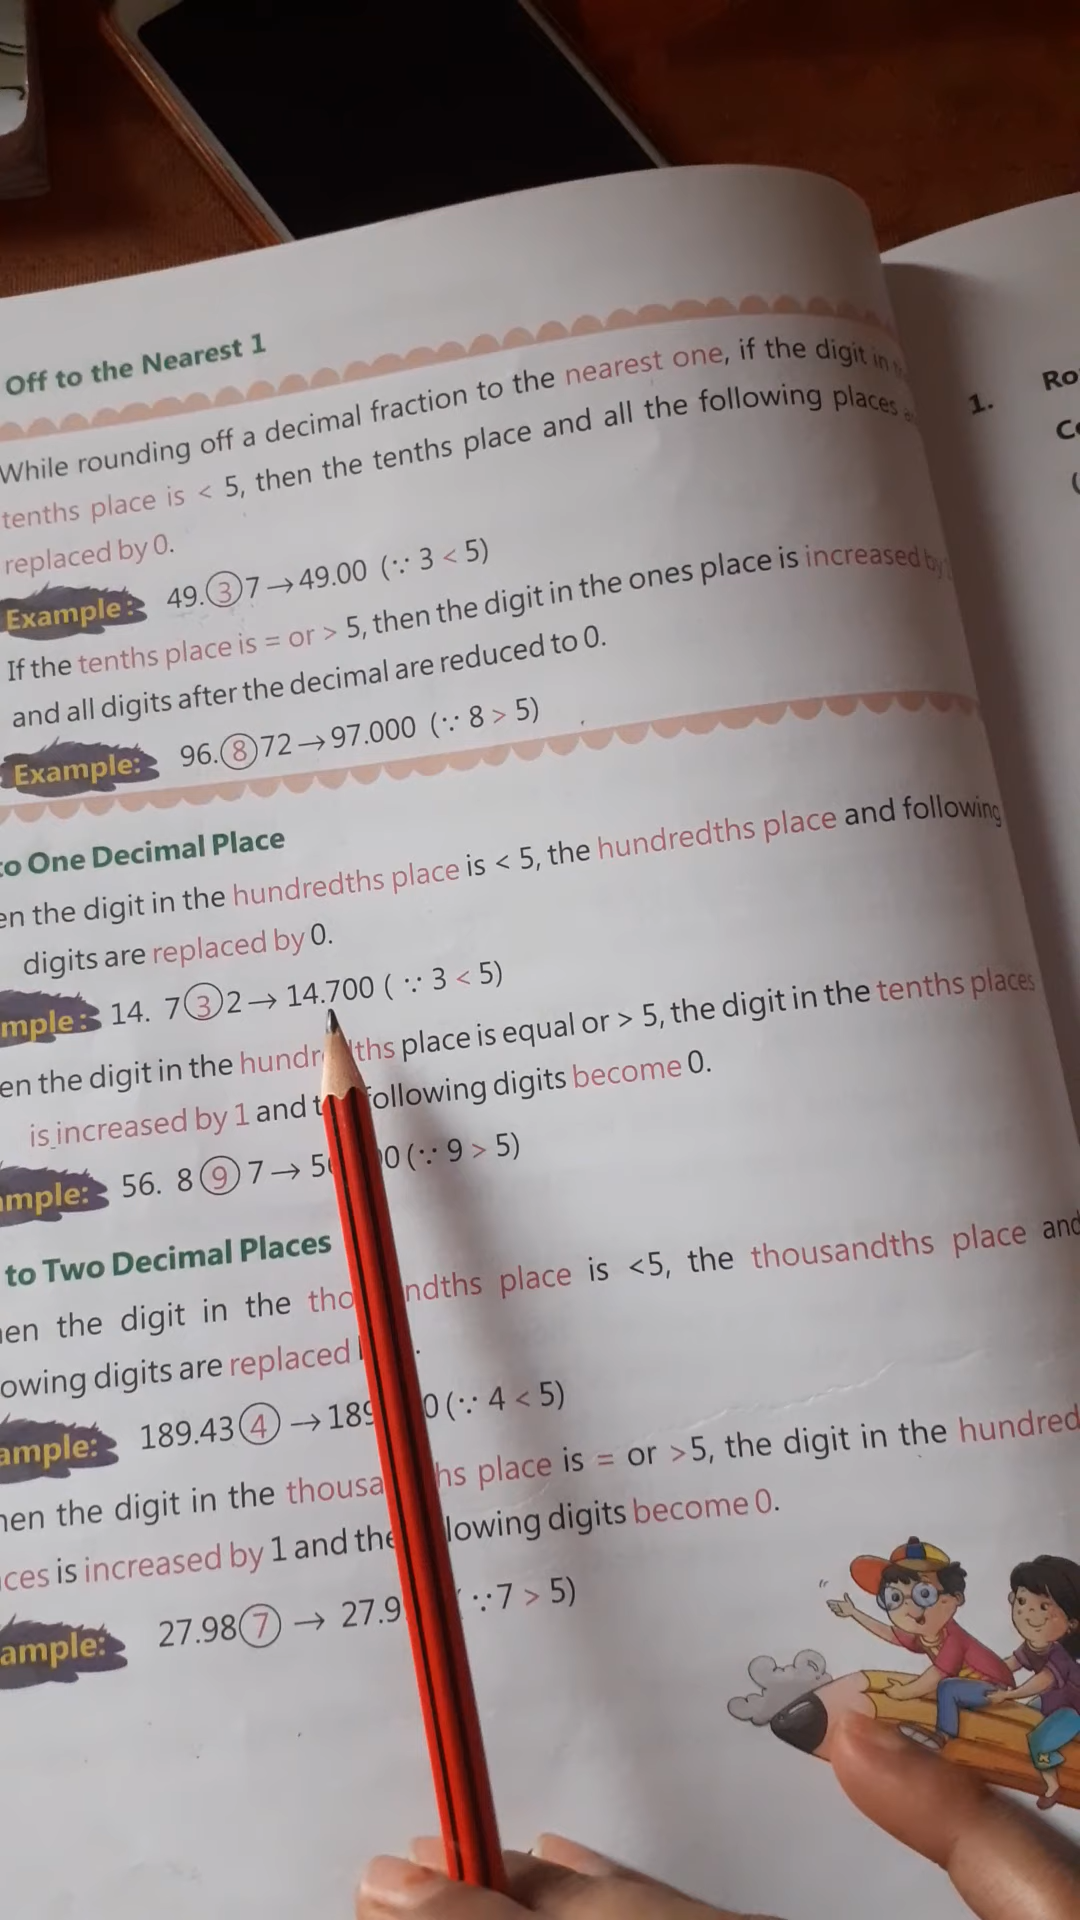 Off to the Nearest 1
While rounding off a decimal fraction to the nearest one, if the digit in
tenths place is < 5, then the tenths place and all the following places
replaced by 0.
Example: 49.37→49.00 (∵ 3 < 5)
If the tenths place is = or > 5, then the digit in the ones place is increased by
and all digits after the decimal are reduced to 0.
Example: 96.872→97.000 (∵ 8 > 5)
to One Decimal Place
en the digit in the hundredths place is < 5, the hundredths place and following
digits are replaced by 0.
mple: 14. 732→ 14.700 ( ∵ 3 < 5)
en the digit in the hundr ths place is equal or > 5, the digit in the tenths places
is increased by 1 and t following digits become 0.
mple: 56. 897→ 5 0 (∵ 9 > 5)
to Two Decimal Places
en the digit in the tho ndths place is <5, the thousandths place and
owing digits are replaced .
ample: 189.434 → 189 0 (∵ 4 < 5)
hen the digit in the thousa hs place is = or >5, the digit in the hundred
ces is increased by 1 and the lowing digits become 0.
ample: 27.987 → 27.9 ∵7 > 5)
1.
Ro